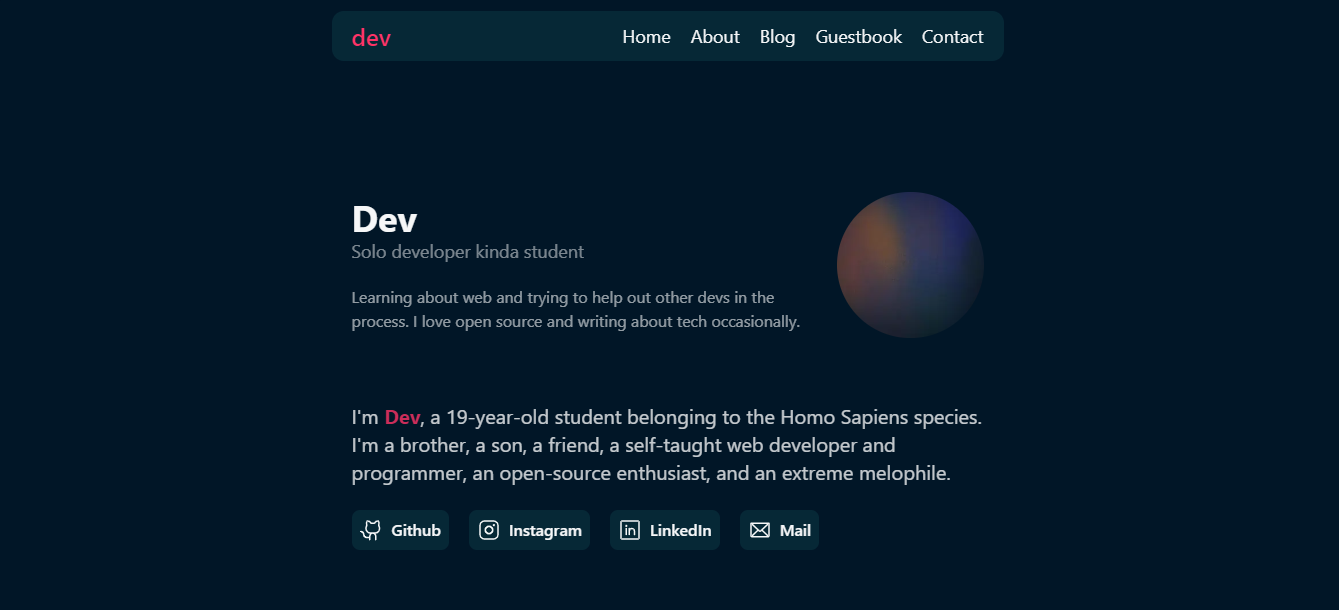 dev Home About Blog Guestbook Contact
Dev
Solo developer kinda student
Learning about web and trying to help out other devs in the
process. I love open source and writing about tech occasionally.
I'm Dev, a 19-year-old student belonging to the Homo Sapiens species.
I'm a brother, a son, a friend, a self-taught web developer and
programmer, an open-source enthusiast, and an extreme melophile.
Github Instagram LinkedIn Mail